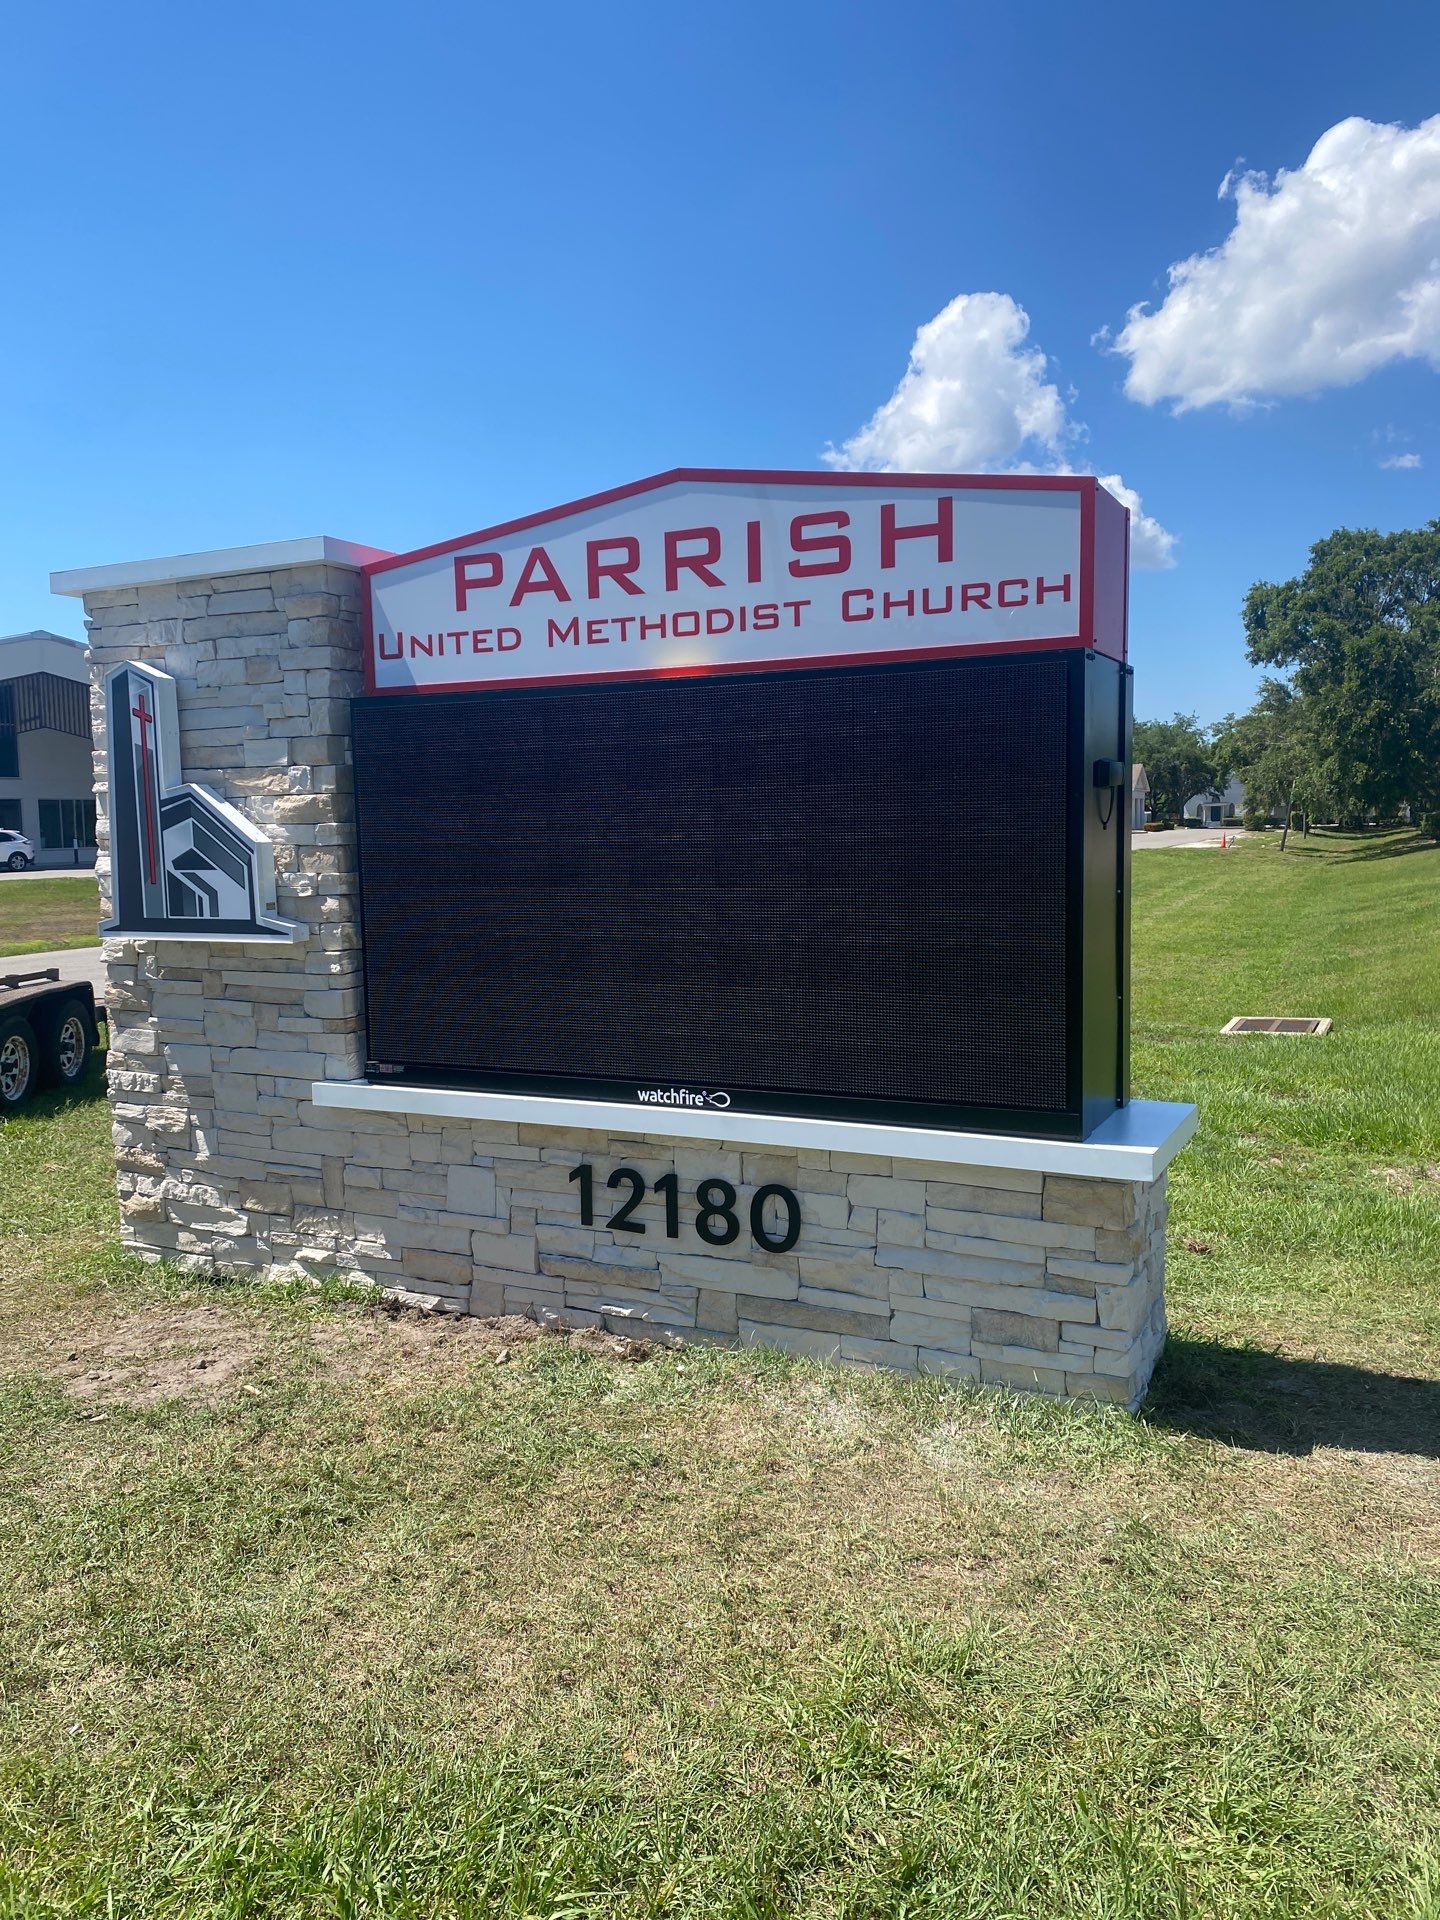 PARRISH
UNITED METHODIST CHURCH
watchfire
12180